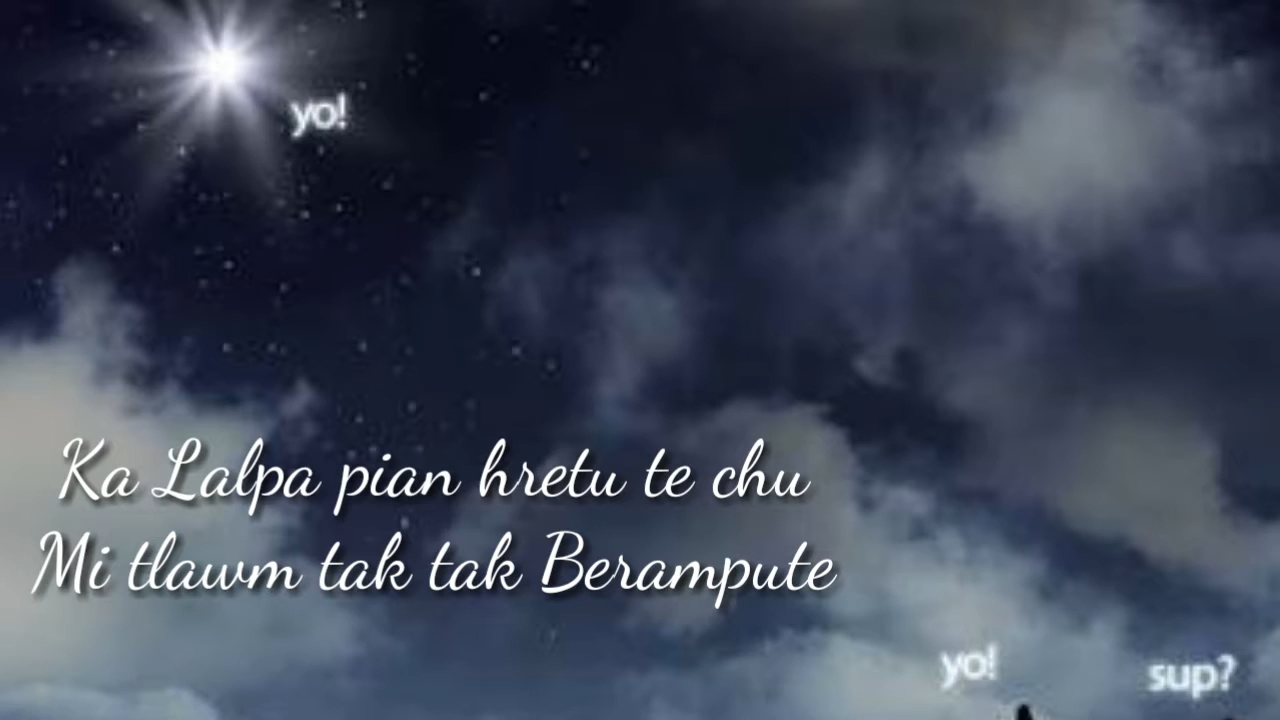 yo!
Ka Lalpa pian hretu te chu
Mi tlawm tak tak Berampute
yo! sup?